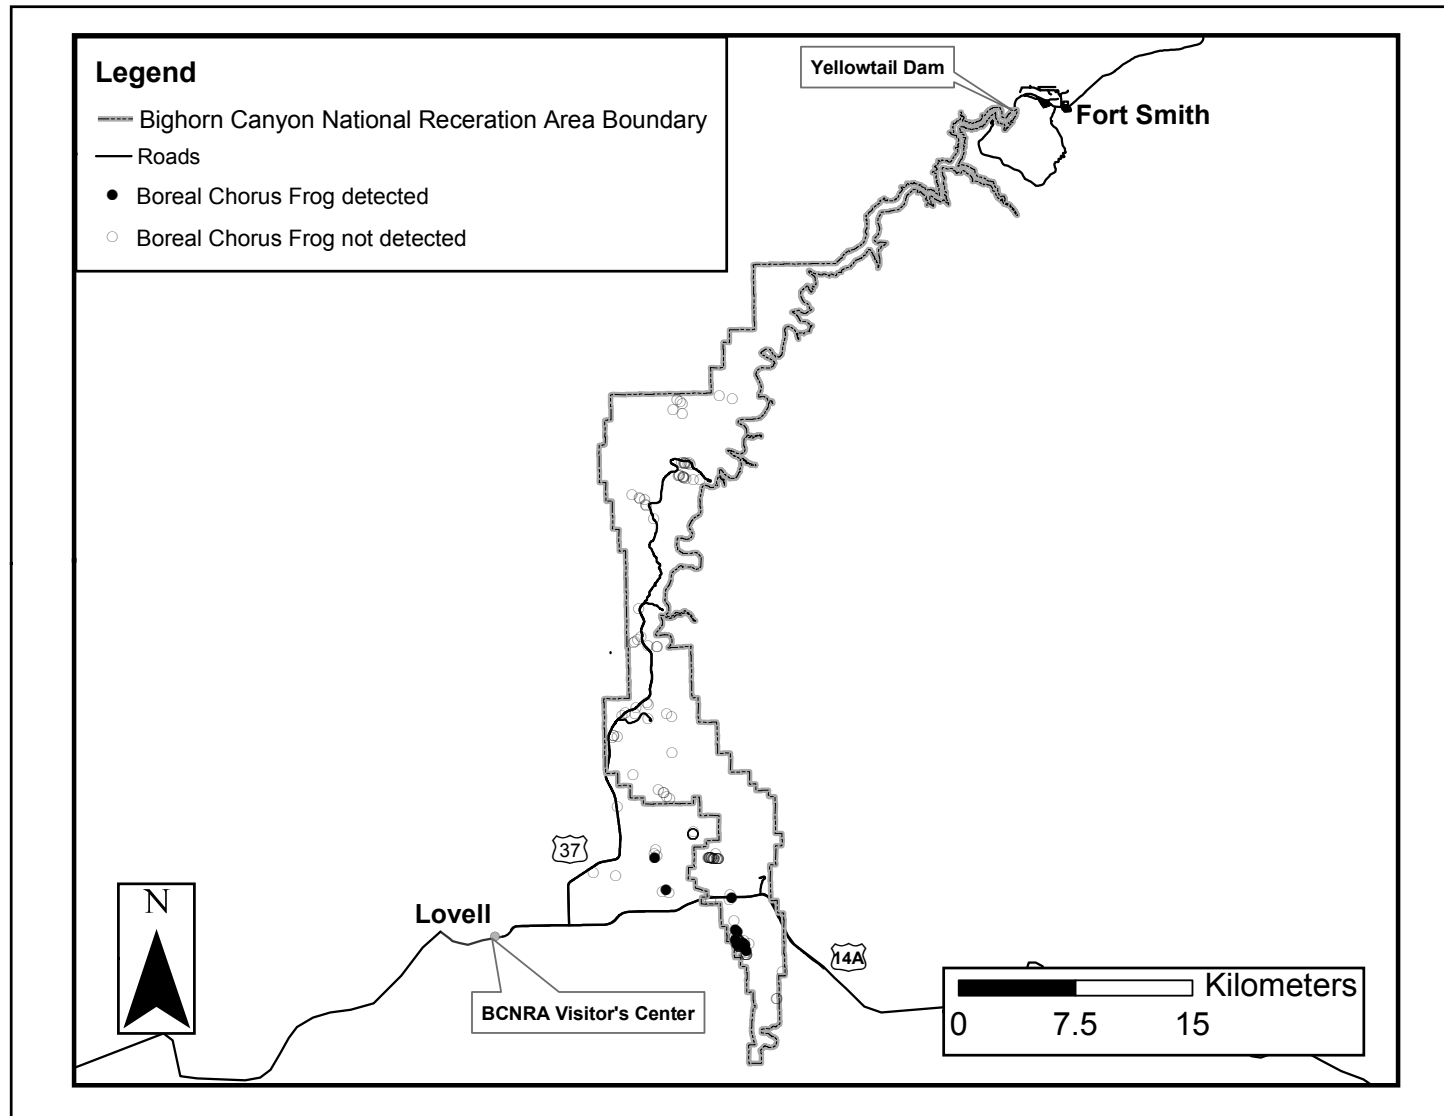 Legend
Bighorn Canyon National Receration Area Boundary
Roads
Boreal Chorus Frog detected
Boreal Chorus Frog not detected
Yellowtail Dam
Fort Smith
37
Lovell
14A
BCNRA Visitor's Center
N
Kilometers
0 7.5 15